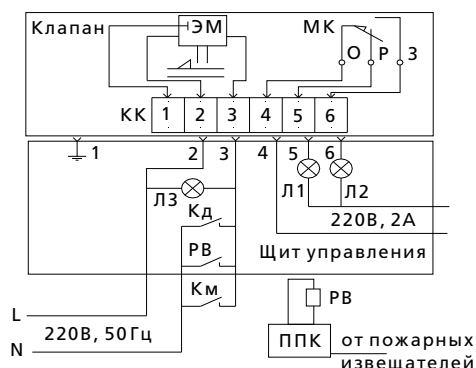 Клапан
ЭМ
МК
О Р З
КК 1 2 3 4 5 6
1 2 3 4 5 6
Л3
Л1
Л2
Кд
220В, 2А
РВ
Щит управления
Км
L
220В, 50Гц
N
РВ
ППК
от пожарных
извещателей